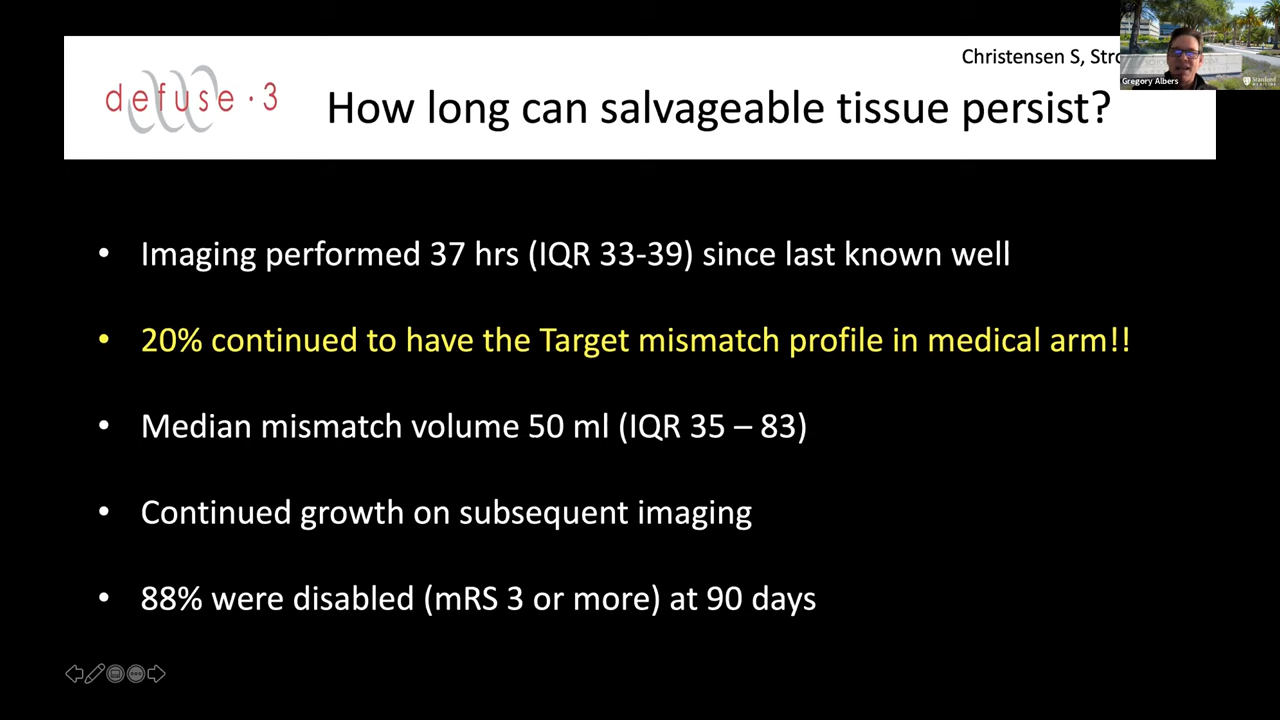 Christensen S,
Gregory Albers
Stanford
MEDICINE
defuse·3
How long can salvageable tissue persist?
• Imaging performed 37 hrs (IQR 33-39) since last known well
• 20% continued to have the Target mismatch profile in medical arm!!
• Median mismatch volume 50 ml (IQR 35 – 83)
• Continued growth on subsequent imaging
• 88% were disabled (mRS 3 or more) at 90 days